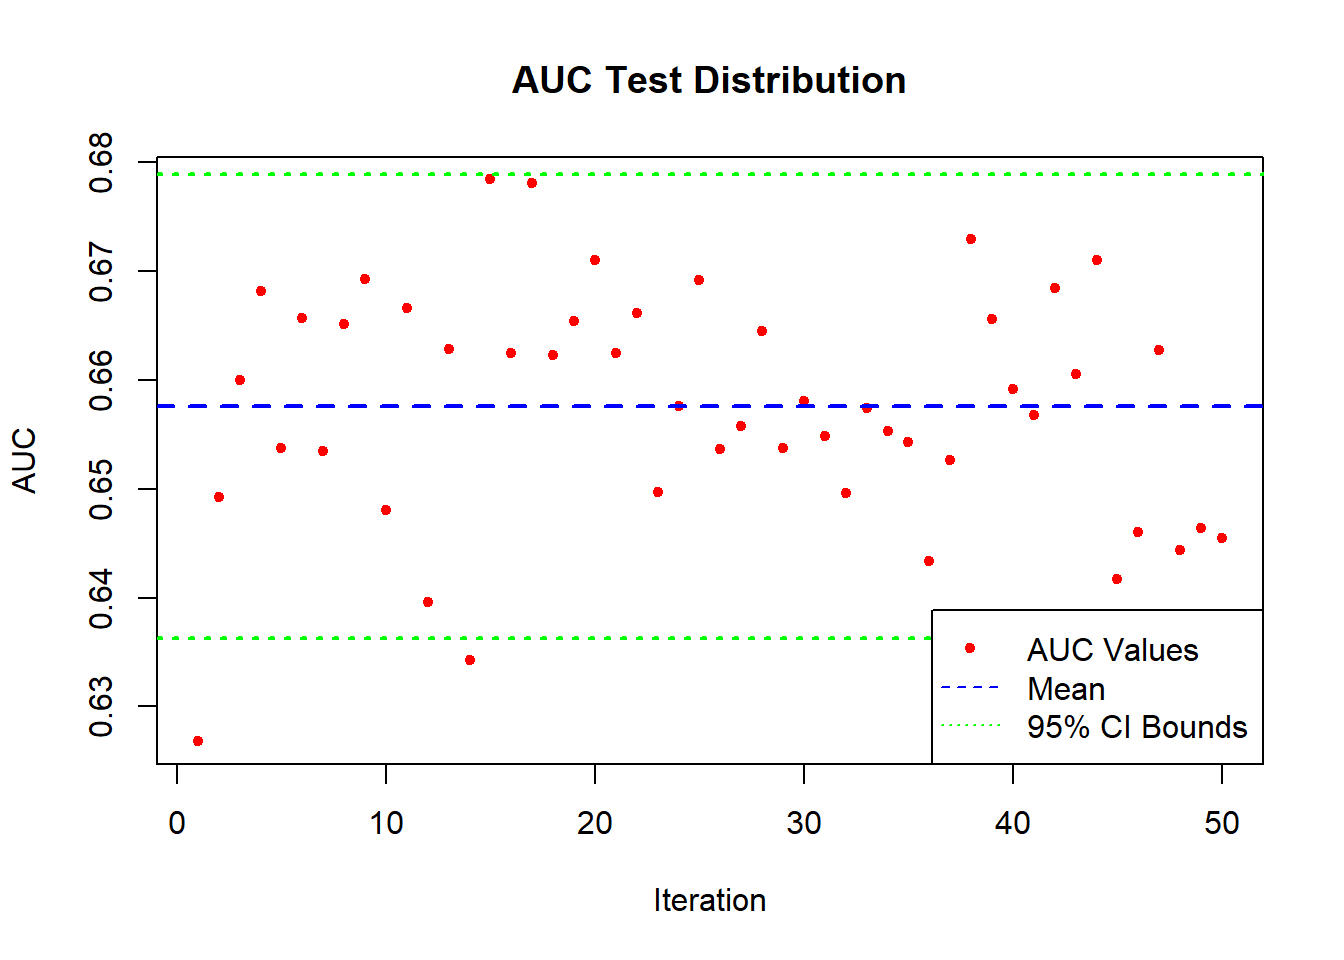 AUC Test Distribution
AUC
0.68
0.67
0.66
0.65
0.64
0.63
AUC Values
Mean
95% CI Bounds
0 10 20 30 40 50
Iteration